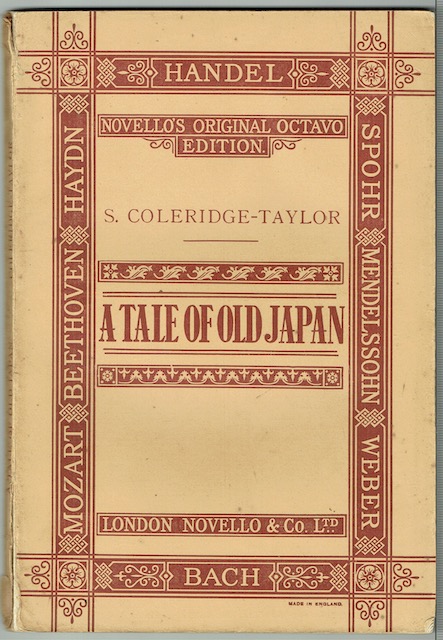 HANDEL
NOVELLO'S ORIGINAL OCTAVO
EDITION.
S. COLERIDGE-TAYLOR
A TALE OF OLD JAPAN
LONDON NOVELLO & Co. LTD.
BACH
MADE IN ENGLAND.
HAYDN
BEETHOVEN
MOZART
SPOHR
MENDELSSOHN
WEBER